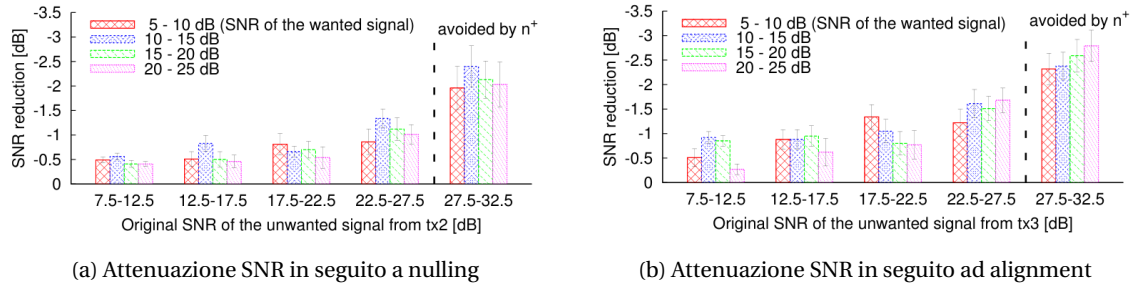 -3.5
-3
-2.5
-2
-1.5
-1
-0.5
0
SNR reduction [dB]
5 - 10 dB (SNR of the wanted signal)
10 - 15 dB
15 - 20 dB
20 - 25 dB
avoided by n+
7.5-12.5 12.5-17.5 17.5-22.5 22.5-27.5 27.5-32.5
Original SNR of the unwanted signal from tx2 [dB]
(a) Attenuazione SNR in seguito a nulling
-3.5
-3
-2.5
-2
-1.5
-1
-0.5
0
SNR reduction [dB]
5 - 10 dB (SNR of the wanted signal)
10 - 15 dB
15 - 20 dB
20 - 25 dB
avoided by n+
7.5-12.5 12.5-17.5 17.5-22.5 22.5-27.5 27.5-32.5
Original SNR of the unwanted signal from tx3 [dB]
(b) Attenuazione SNR in seguito ad alignment